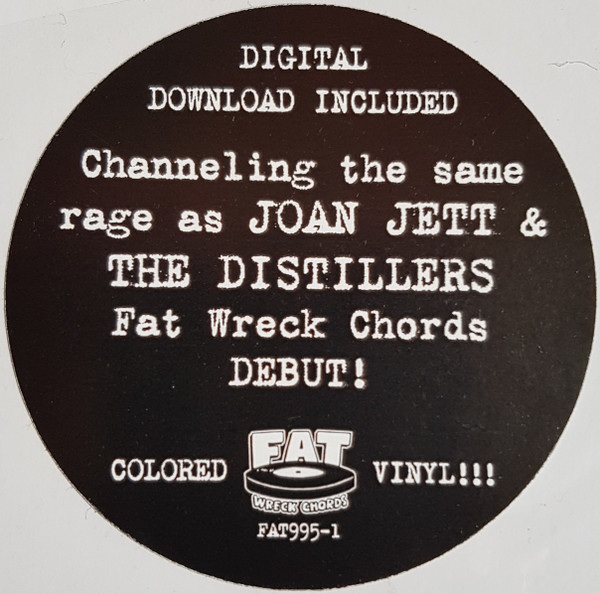 DIGITAL
DOWNLOAD INCLUDED
Channeling the same
rage as JOAN JETT &
THE DISTILLERS
Fat Wreck Chords
DEBUT!
COLORED FAT VINYL!!!
WRECK CHORDS
FAT995-1